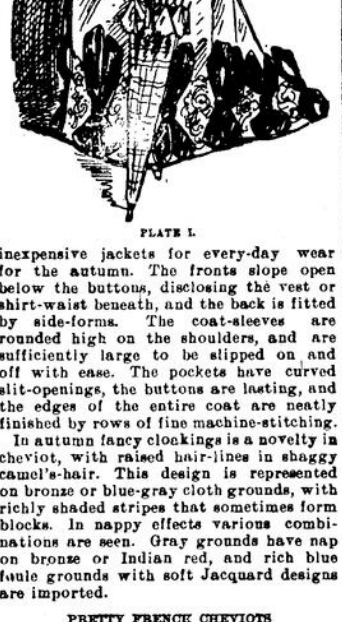 PLATE I.
inexpensive jackets for every-day wear
for the autumn. The fronts slope open
below the buttons, disclosing the vest or
shirt-waist beneath, and the back is fitted
by side-forms. The coat-sleeves are
rounded high on the shoulders, and are
sufficiently large to be slipped on and
off with ease. The pockets have curved
slit-openings, the buttons are lasting, and
the edges of the entire coat are neatly
finished by rows of fine machine-stitching.
In autumn fancy cloakings is a novelty in
cheviot, with raised hair-lines in shaggy
camel's-hair. This design is represented
on bronze or blue-gray cloth grounds, with
richly shaded stripes that sometimes form
blocks. In nappy effects various combi-
nations are seen. Gray grounds have nap
on bronze or Indian red, and rich blue
foule grounds with soft Jacquard designs
are imported.
PRETTY FRENCH CHEVIOTS